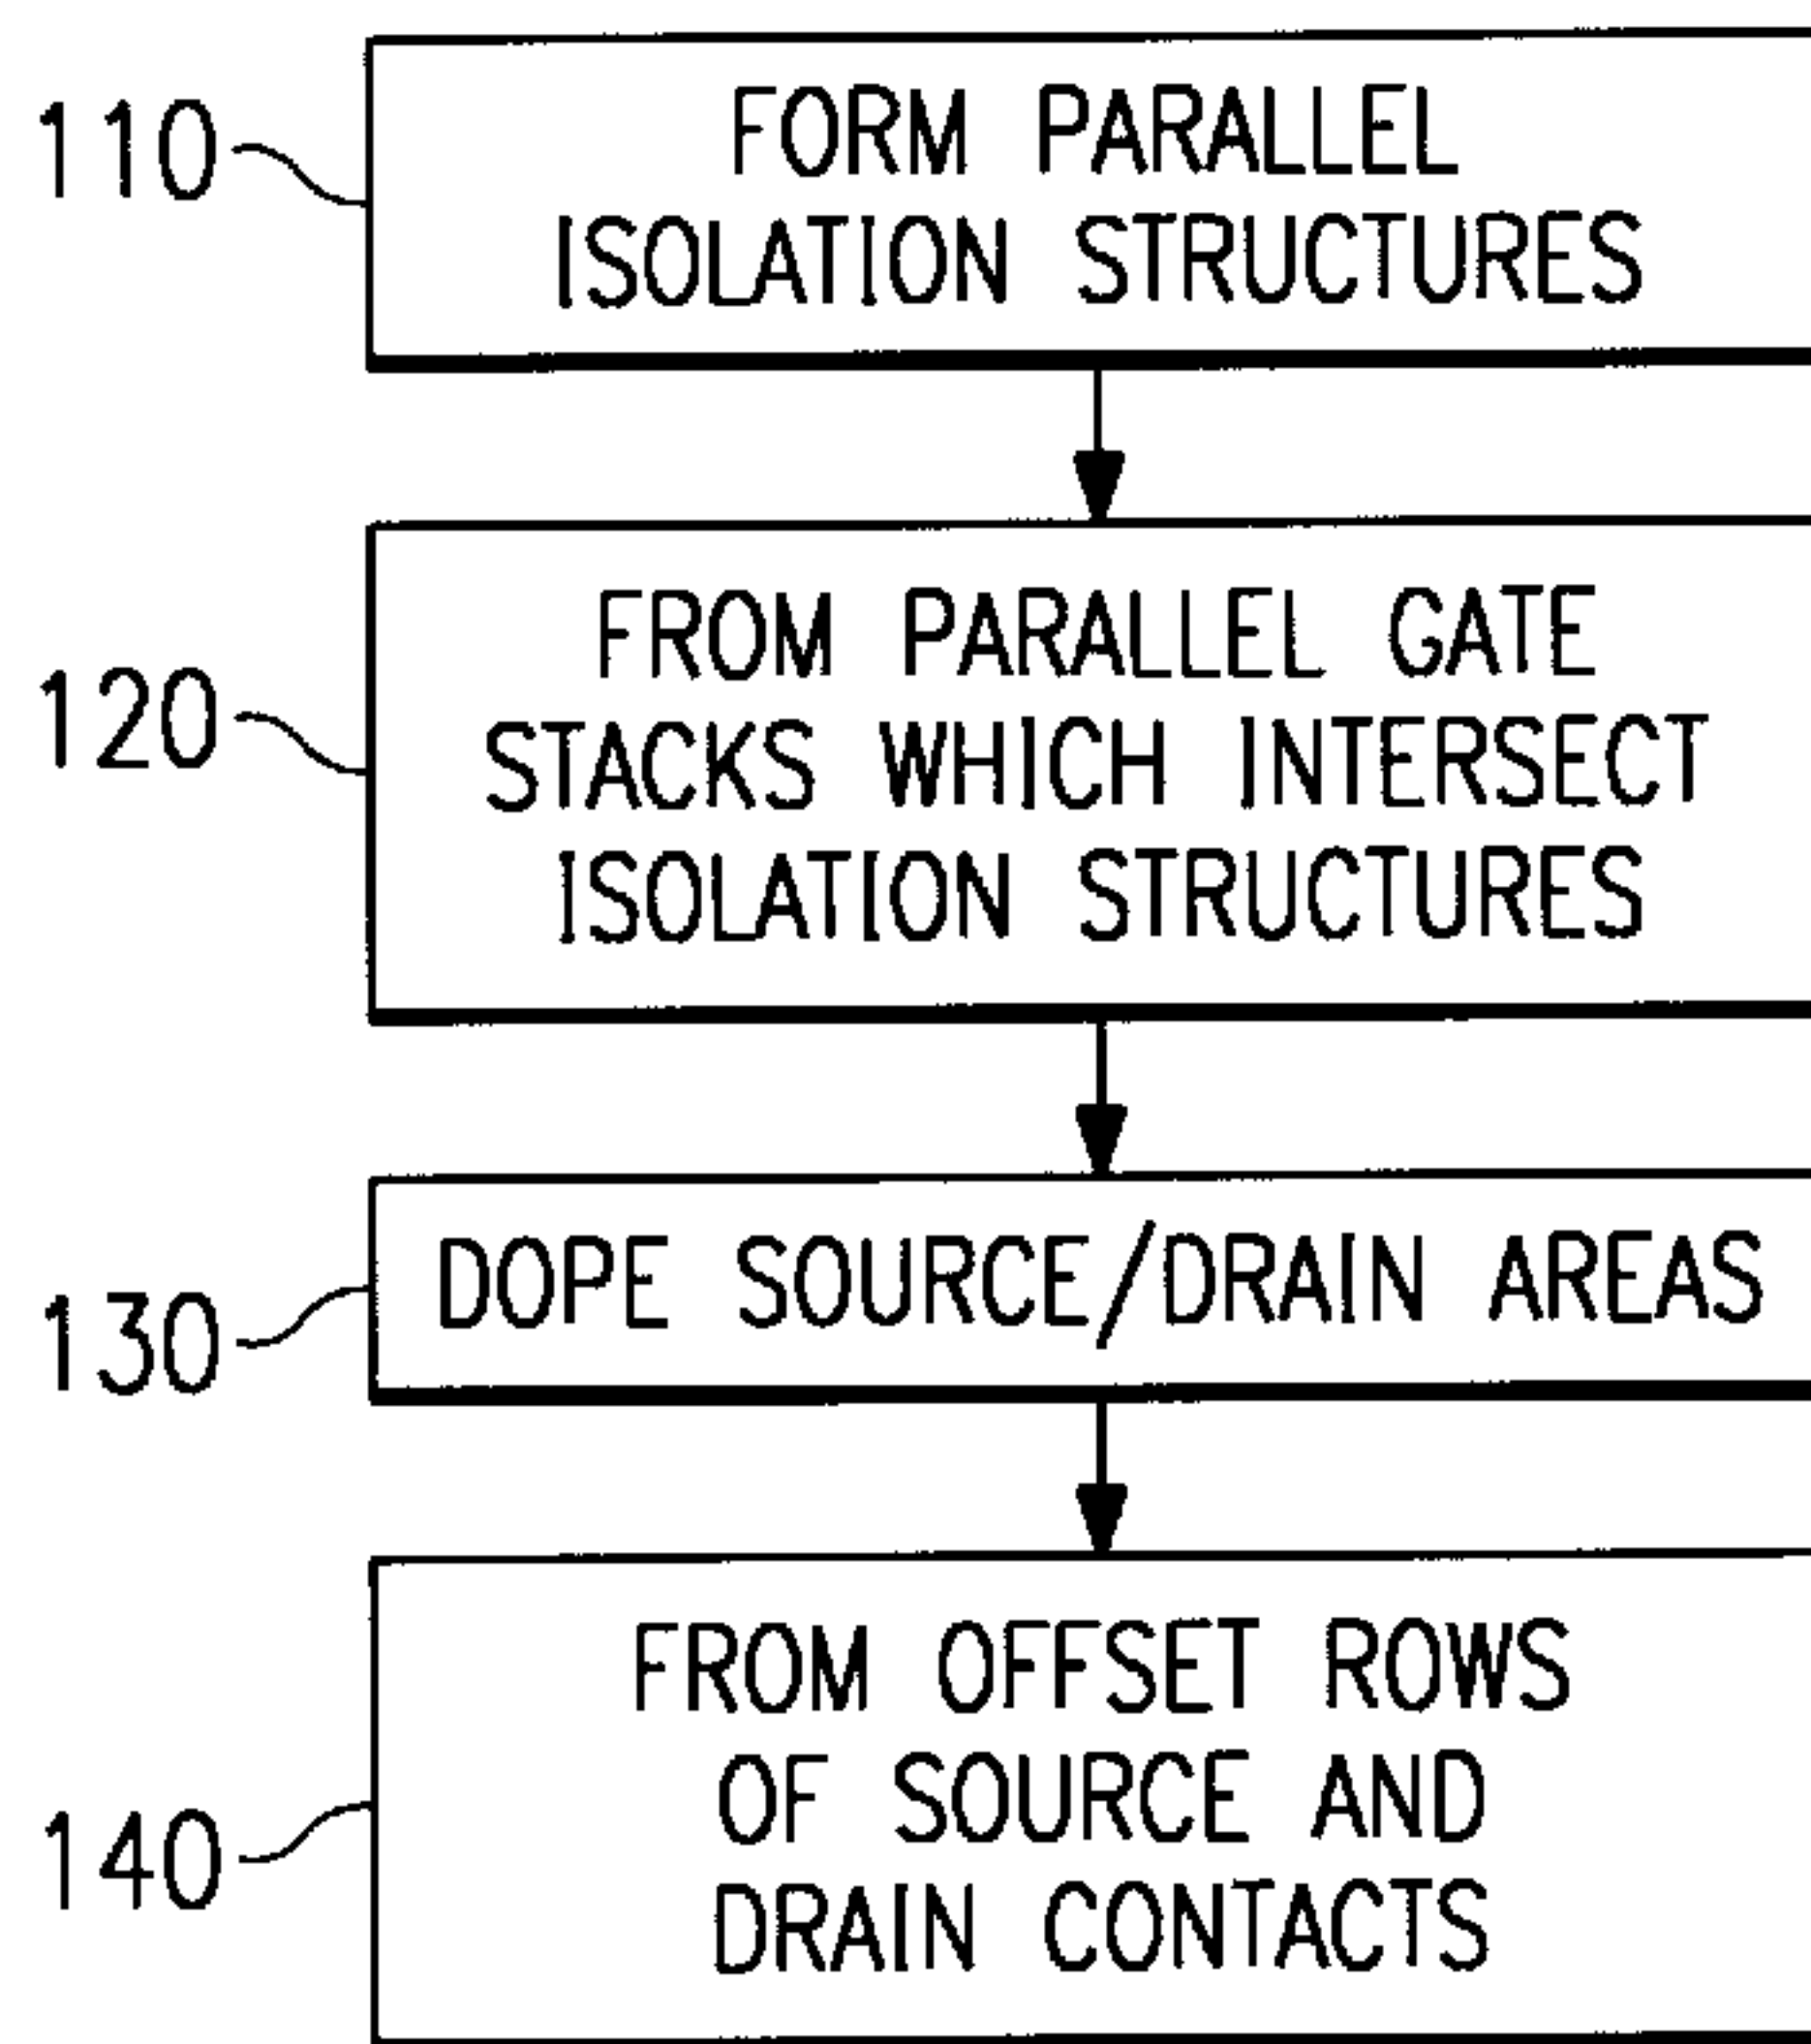 110
FORM PARALLEL
ISOLATION STRUCTURES
120
FROM PARALLEL GATE
STACKS WHICH INTERSECT
ISOLATION STRUCTURES
130
DOPE SOURCE/DRAIN AREAS
140
FROM OFFSET ROWS
OF SOURCE AND
DRAIN CONTACTS